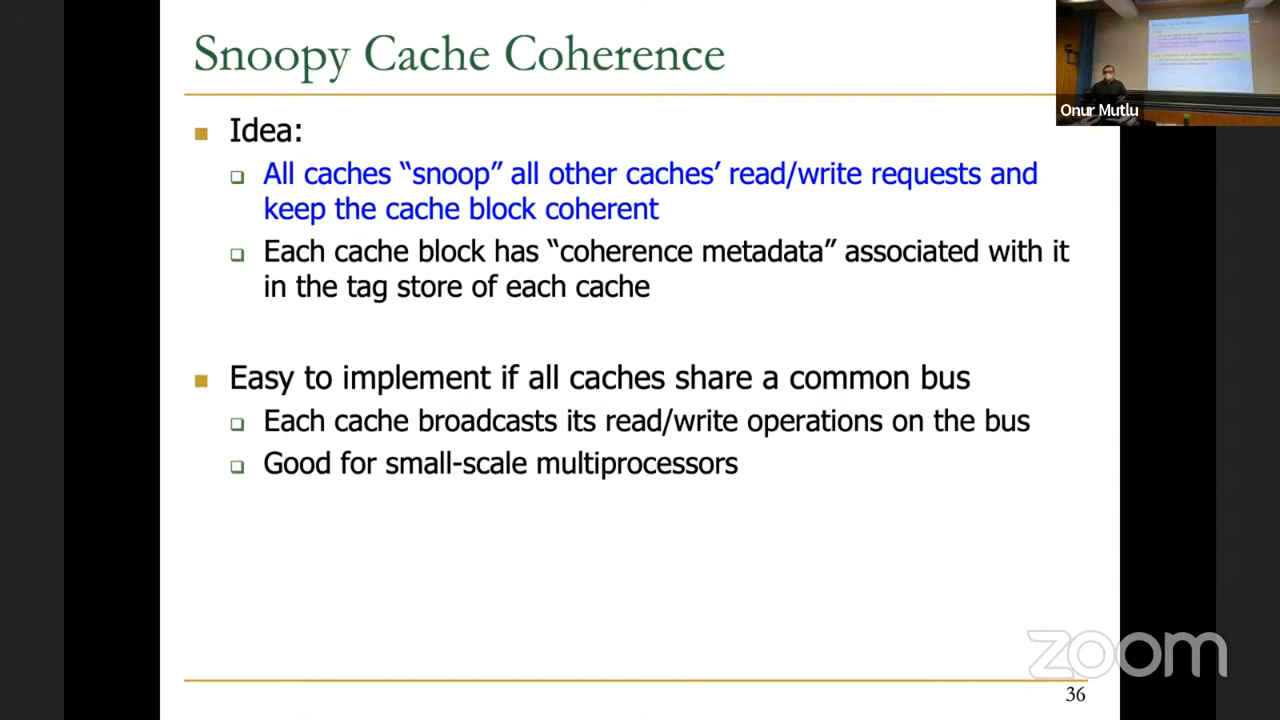 Snoopy Cache Coherence
Onur Mutlu
Idea:
All caches “snoop” all other caches’ read/write requests and
keep the cache block coherent
Each cache block has “coherence metadata” associated with it
in the tag store of each cache
Easy to implement if all caches share a common bus
Each cache broadcasts its read/write operations on the bus
Good for small-scale multiprocessors
zoom
36